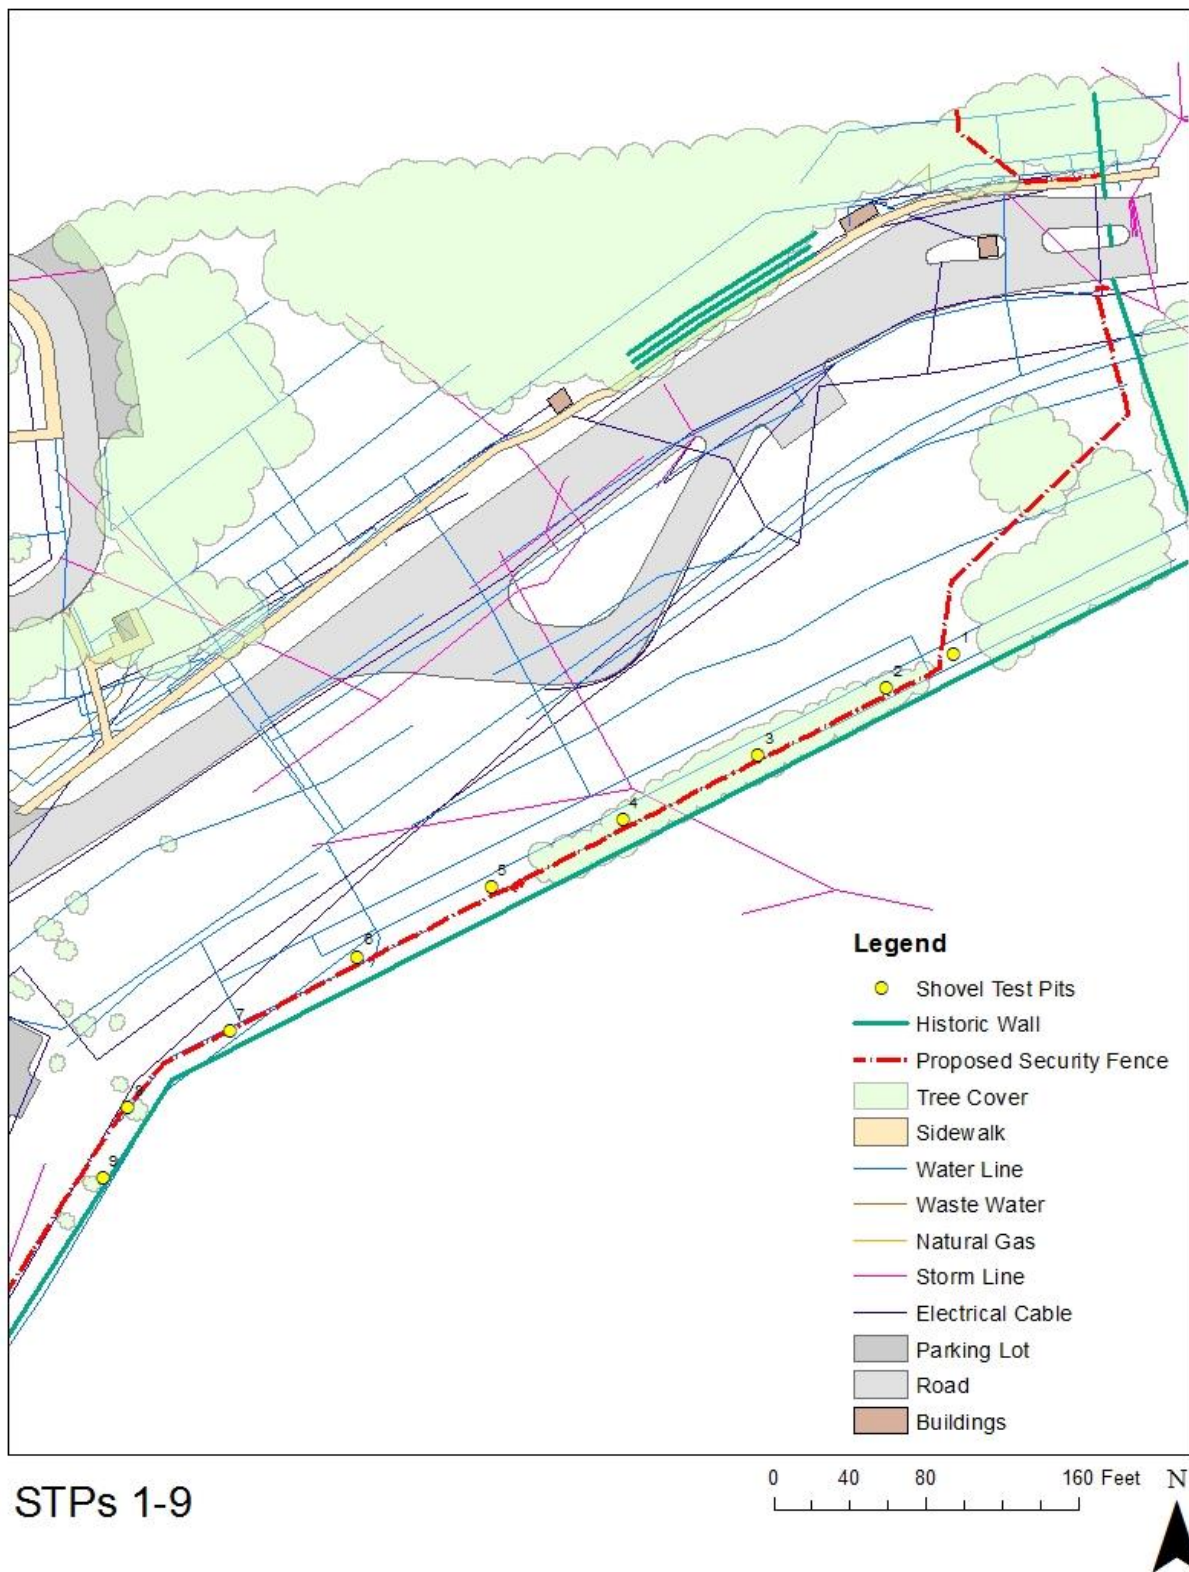 1
2
3
4
5
6
7
8
9
Legend
Shovel Test Pits
Historic Wall
Proposed Security Fence
Tree Cover
Sidewalk
Water Line
Waste Water
Natural Gas
Storm Line
Electrical Cable
Parking Lot
Road
Buildings
STPs 1-9
0 40 80 160 Feet N